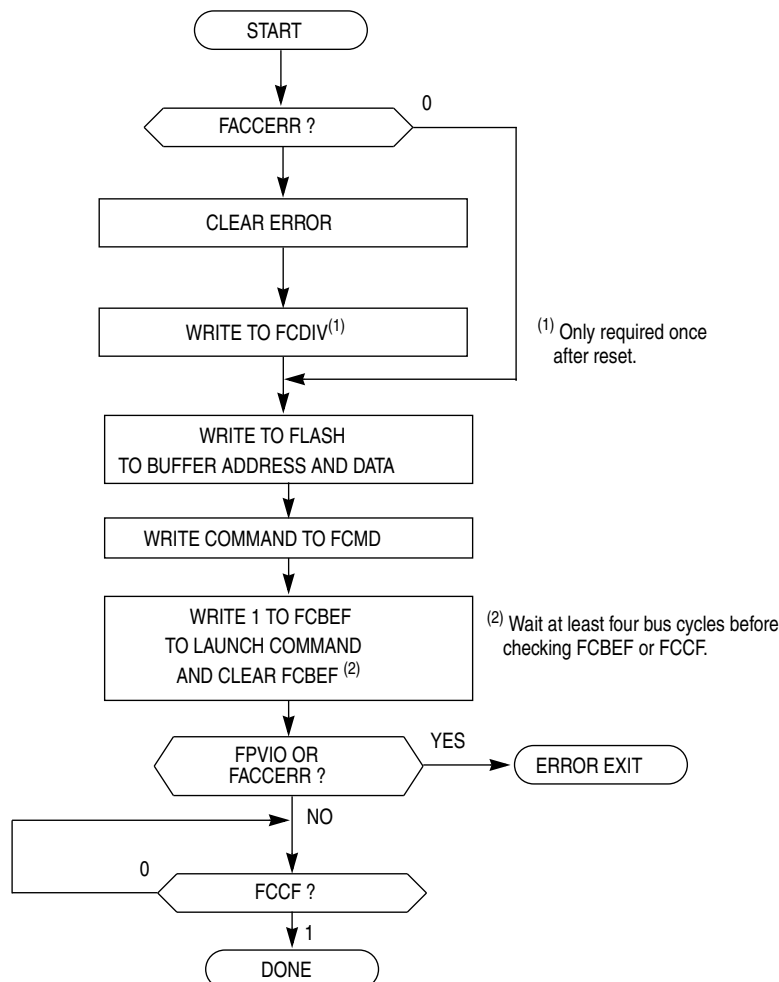 START
0
FACCERR ?
CLEAR ERROR
WRITE TO FCDIV(1)
(1) Only required once
after reset.
WRITE TO FLASH
TO BUFFER ADDRESS AND DATA
WRITE COMMAND TO FCMD
WRITE 1 TO FCBEF
TO LAUNCH COMMAND
AND CLEAR FCBEF (2)
(2) Wait at least four bus cycles before
checking FCBEF or FCCF.
FPVIO OR
FACCERR ?
YES
ERROR EXIT
NO
0
FCCF ?
1
DONE